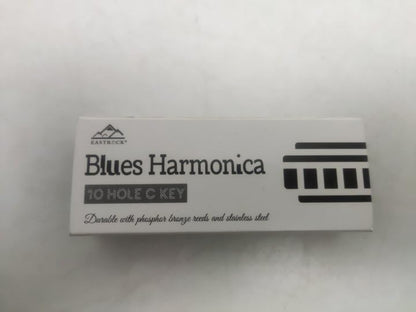 EASTROCK®
Blues Harmonica
10 HOLE C KEY
Durable with phosphor bronze reeds and stainless steel